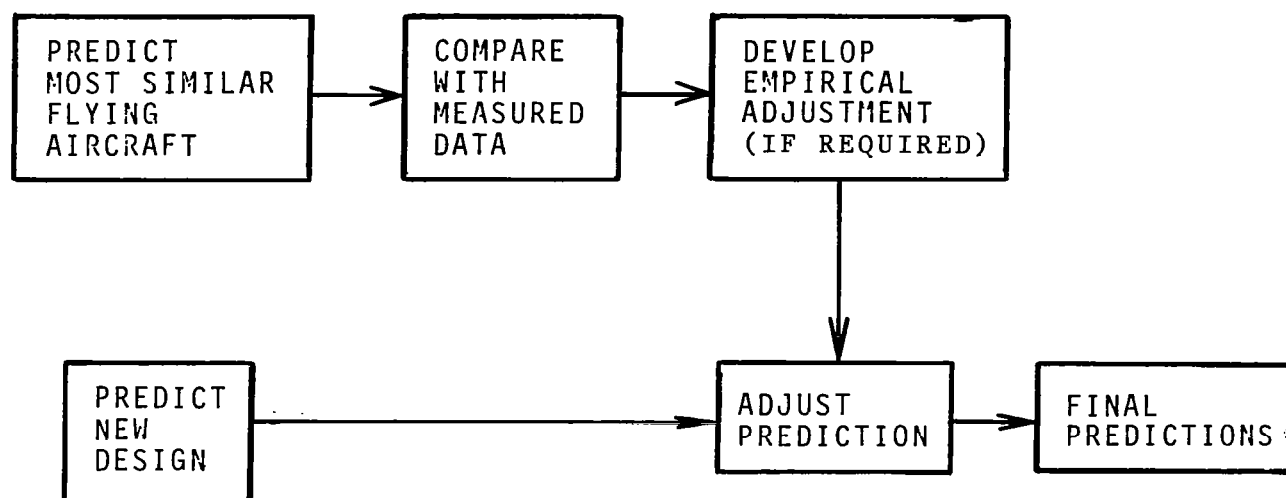 PREDICT
MOST SIMILAR
FLYING
AIRCRAFT
COMPARE
WITH
MEASURED
DATA
DEVELOP
EMPIRICAL
ADJUSTMENT
(IF REQUIRED)
PREDICT
NEW
DESIGN
ADJUST
PREDICTION
FINAL
PREDICTIONS